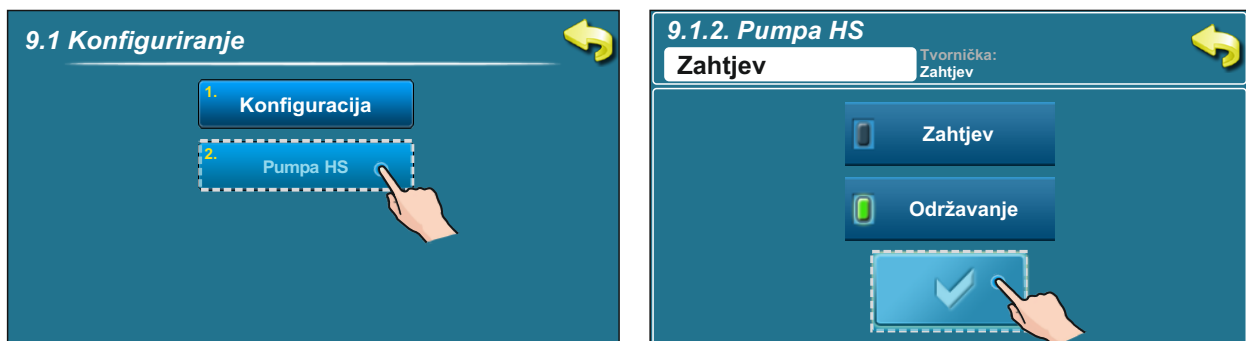 9.1 Konfiguriranje
1.
Konfiguracija
2.
Pumpa HS
9.1.2. Pumpa HS
Zahtjev
Tvornička:
Zahtjev
Zahtjev
Održavanje